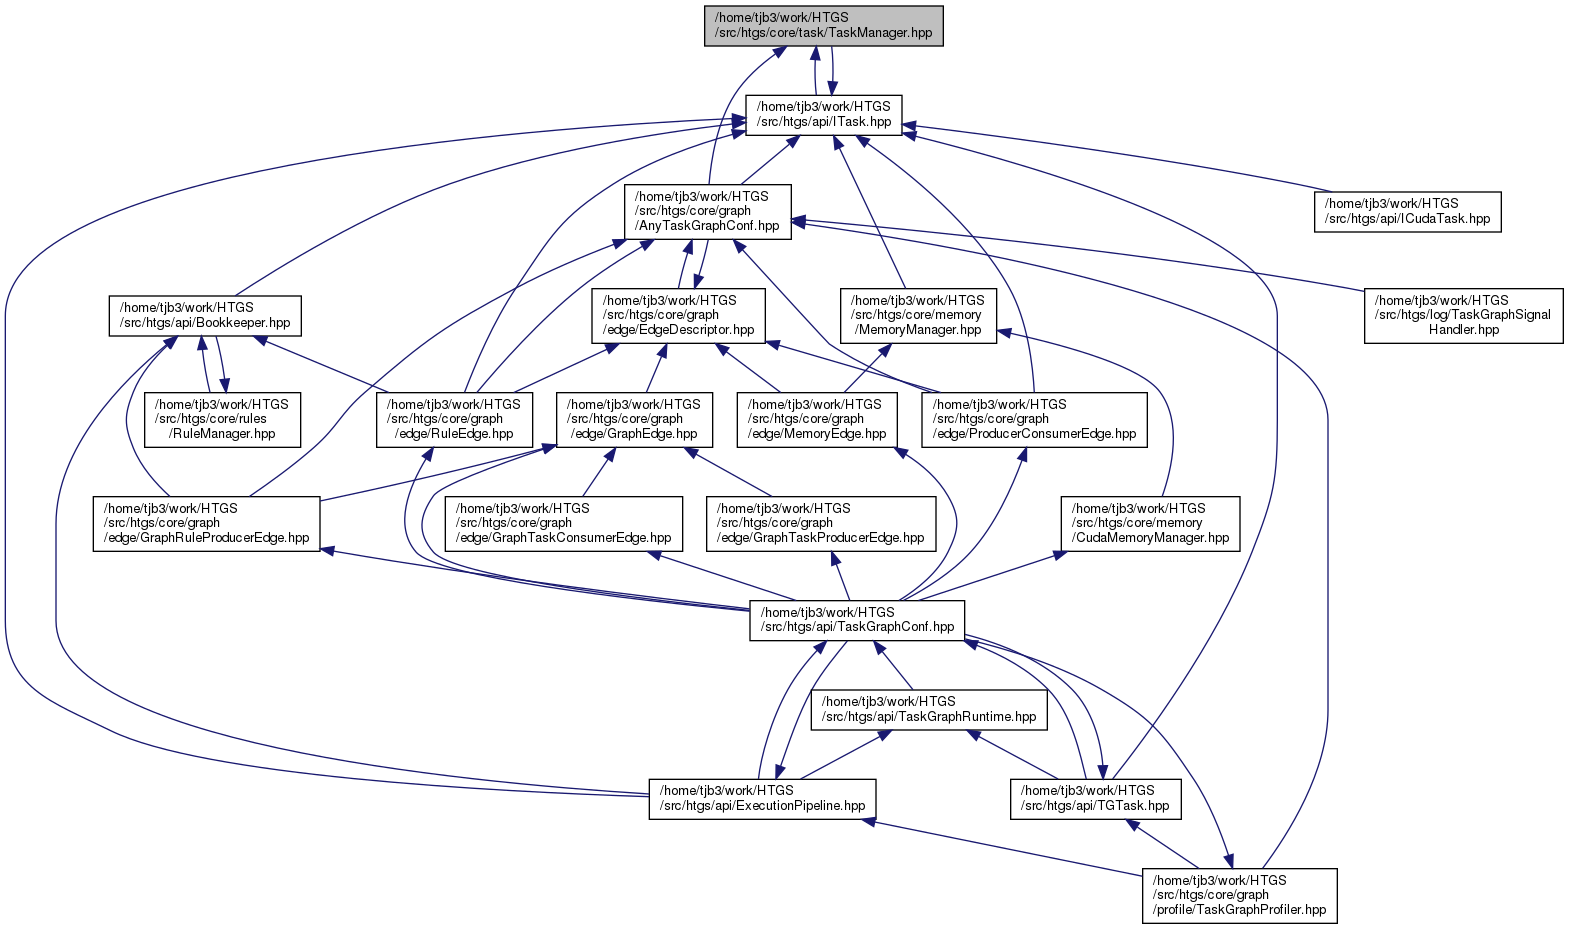 /home/tjb3/work/HTGS
/src/htgs/core/task/TaskManager.hpp
/home/tjb3/work/HTGS
/src/htgs/api/ITask.hpp
/home/tjb3/work/HTGS
/src/htgs/core/graph
/AnyTaskGraphConf.hpp
/home/tjb3/work/HTGS
/src/htgs/api/ICudaTask.hpp
/home/tjb3/work/HTGS
/src/htgs/api/Bookkeeper.hpp
/home/tjb3/work/HTGS
/src/htgs/core/graph
/edge/EdgeDescriptor.hpp
/home/tjb3/work/HTGS
/src/htgs/core/memory
/MemoryManager.hpp
/home/tjb3/work/HTGS
/src/htgs/log/TaskGraphSignal
Handler.hpp
/home/tjb3/work/HTGS
/src/htgs/core/rules
/RuleManager.hpp
/home/tjb3/work/HTGS
/src/htgs/core/graph
/edge/RuleEdge.hpp
/home/tjb3/work/HTGS
/src/htgs/core/graph
/edge/GraphEdge.hpp
/home/tjb3/work/HTGS
/src/htgs/core/graph
/edge/MemoryEdge.hpp
/home/tjb3/work/HTGS
/src/htgs/core/graph
/edge/ProducerConsumerEdge.hpp
/home/tjb3/work/HTGS
/src/htgs/core/graph
/edge/GraphRuleProducerEdge.hpp
/home/tjb3/work/HTGS
/src/htgs/core/graph
/edge/GraphTaskConsumerEdge.hpp
/home/tjb3/work/HTGS
/src/htgs/core/graph
/edge/GraphTaskProducerEdge.hpp
/home/tjb3/work/HTGS
/src/htgs/core/memory
/CudaMemoryManager.hpp
/home/tjb3/work/HTGS
/src/htgs/api/TaskGraphConf.hpp
/home/tjb3/work/HTGS
/src/htgs/api/TaskGraphRuntime.hpp
/home/tjb3/work/HTGS
/src/htgs/api/ExecutionPipeline.hpp
/home/tjb3/work/HTGS
/src/htgs/api/TGTask.hpp
/home/tjb3/work/HTGS
/src/htgs/core/graph
/profile/TaskGraphProfiler.hpp